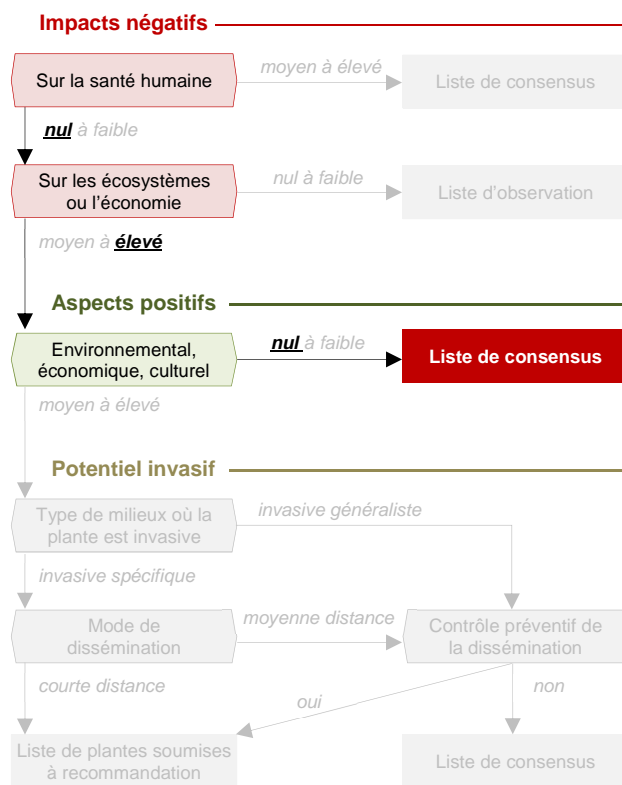 Impacts négatifs
Sur la santé humaine
moyen à élevé
Liste de consensus
nul à faible
Sur les écosystèmes
ou l'économie
nul à faible
Liste d'observation
moyen à élevé
Aspects positifs
Environnemental,
économique, culturel
nul à faible
Liste de consensus
moyen à élevé
Potentiel invasif
Type de milieux où la
plante est invasive
invasive généraliste
invasive spécifique
Mode de
dissémination
moyenne distance
Contrôle préventif de
la dissémination
courte distance
oui
non
Liste de plantes soumises
à recommandation
Liste de consensus